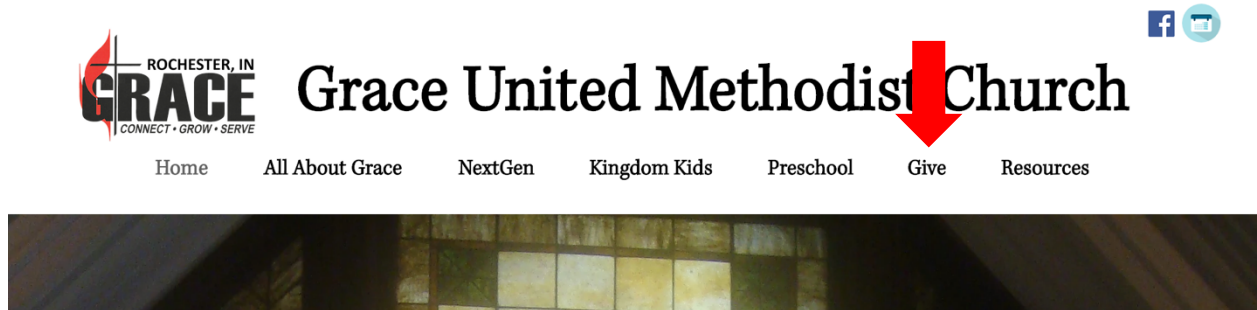 ROCHESTER, IN
GRACE
CONNECT • GROW • SERVE
Grace United Methodist Church
Home All About Grace NextGen Kingdom Kids Preschool Give Resources